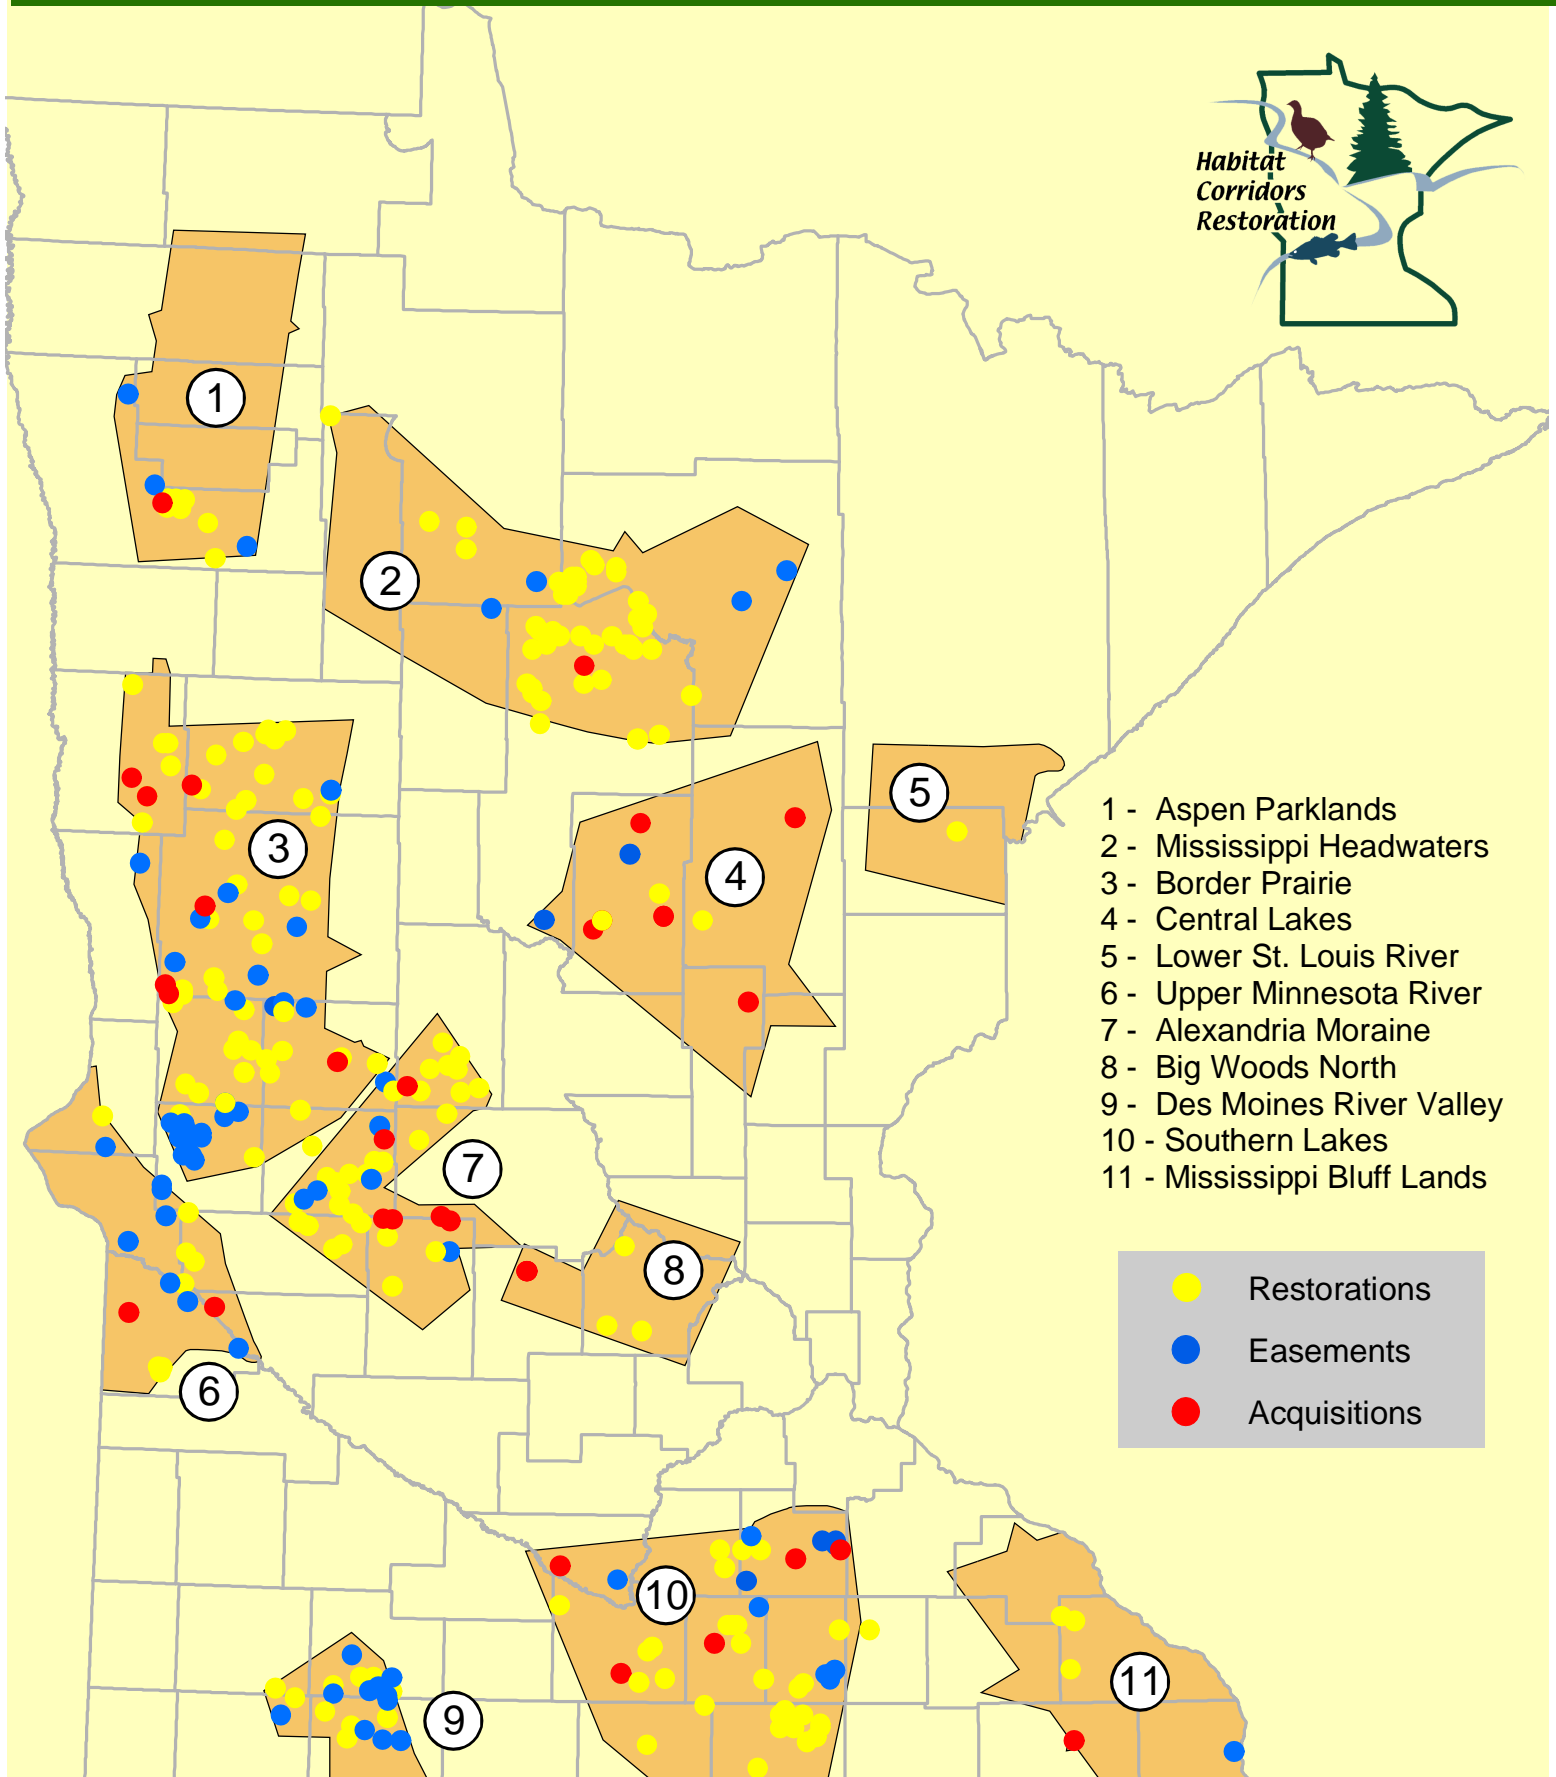 Habitat
Corridors
Restoration
1
2
3
4
5
6
7
8
9
10
11
1 - Aspen Parklands
2 - Mississippi Headwaters
3 - Border Prairie
4 - Central Lakes
5 - Lower St. Louis River
6 - Upper Minnesota River
7 - Alexandria Moraine
8 - Big Woods North
9 - Des Moines River Valley
10 - Southern Lakes
11 - Mississippi Bluff Lands
Restorations
Easements
Acquisitions